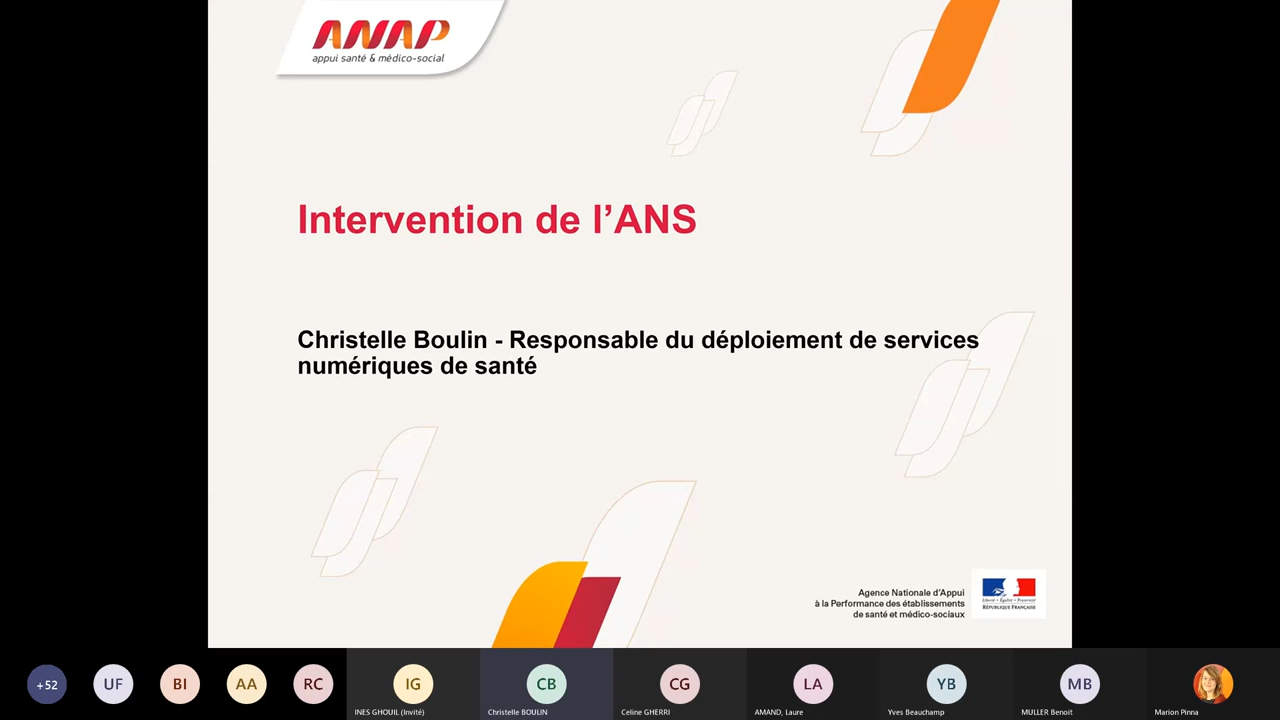 ANAP
appui santé & médico-social
Intervention de l’ANS
Christelle Boulin - Responsable du déploiement de services
numériques de santé
Agence Nationale d’Appui
à la Performance des établissements
de santé et médico-sociaux
Liberté • Égalité • Fraternité
RÉPUBLIQUE FRANÇAISE
+52
UF
BI
AA
RC
IG
CB
CG
LA
YB
MB
INES GHOUIL (Invité)
Christelle BOULIN
Celine GHERRI
AMAND, Laure
Yves Beauchamp
MULLER Benoit
Marion Pinna